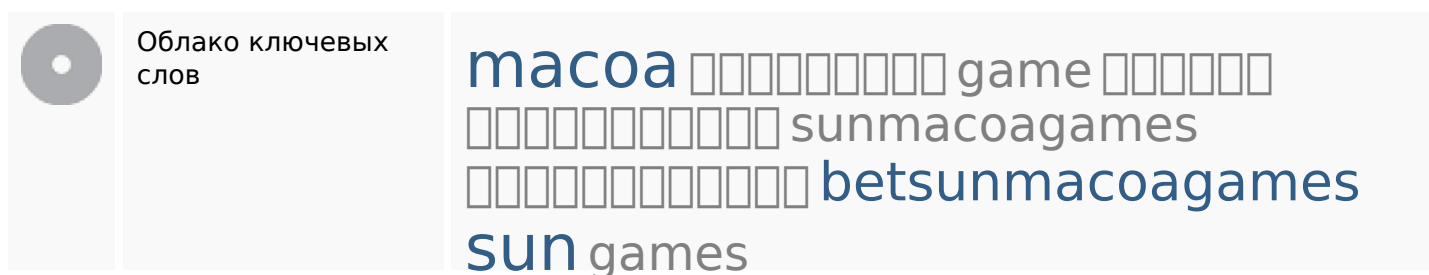 Облако ключевых
слов
macoa game
sunmacoagames
betsunmacoagames
sun games